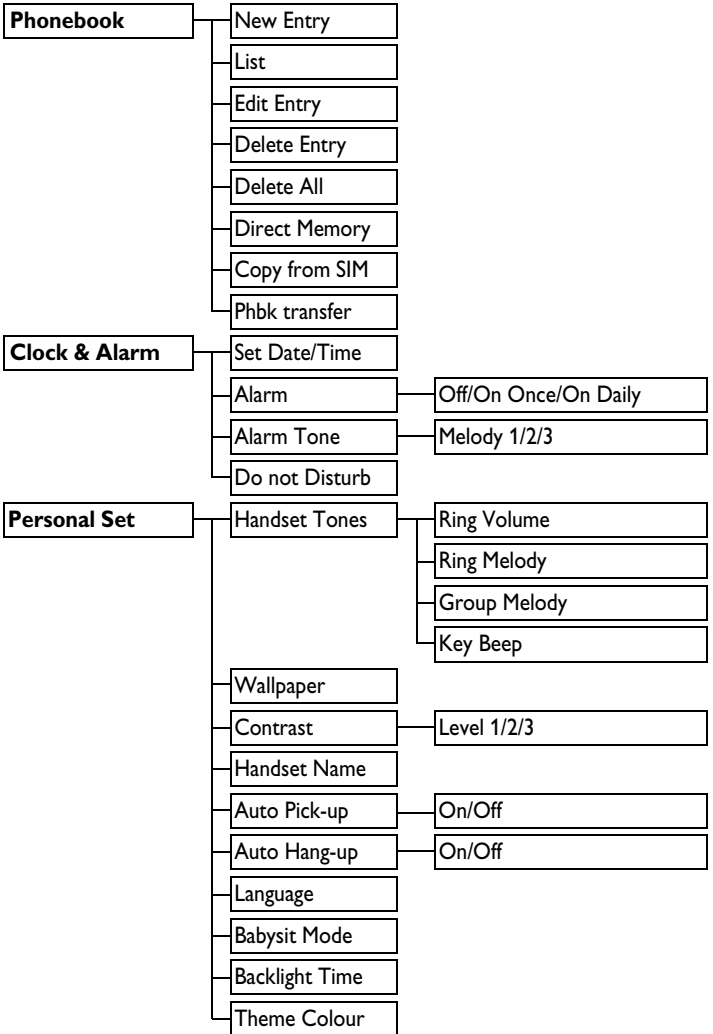 Phonebook
New Entry
List
Edit Entry
Delete Entry
Delete All
Direct Memory
Copy from SIM
Phbk transfer
Clock & Alarm
Set Date/Time
Alarm
Off/On Once/On Daily
Alarm Tone
Melody 1/2/3
Do not Disturb
Personal Set
Handset Tones
Ring Volume
Ring Melody
Group Melody
Key Beep
Wallpaper
Contrast
Level 1/2/3
Handset Name
Auto Pick-up
On/Off
Auto Hang-up
On/Off
Language
Babysit Mode
Backlight Time
Theme Colour